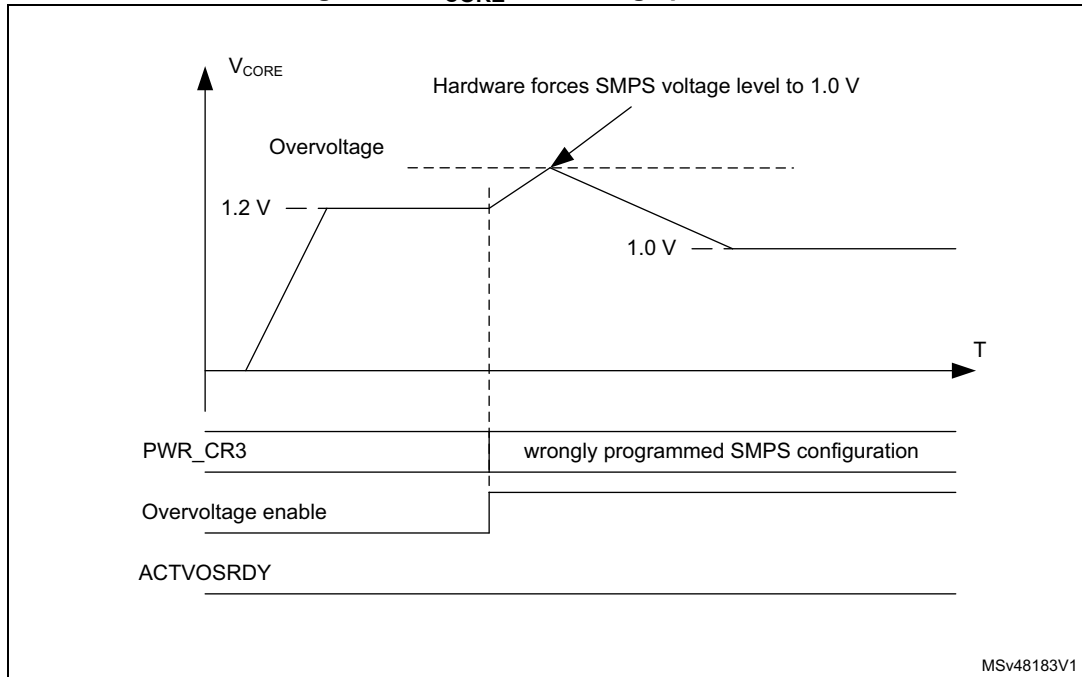 V_CORE
Hardware forces SMPS voltage level to 1.0 V
Overvoltage
1.2 V
1.0 V
T
PWR_CR3
wrongly programmed SMPS configuration
Overvoltage enable
ACTVOSRDY
MSv48183V1